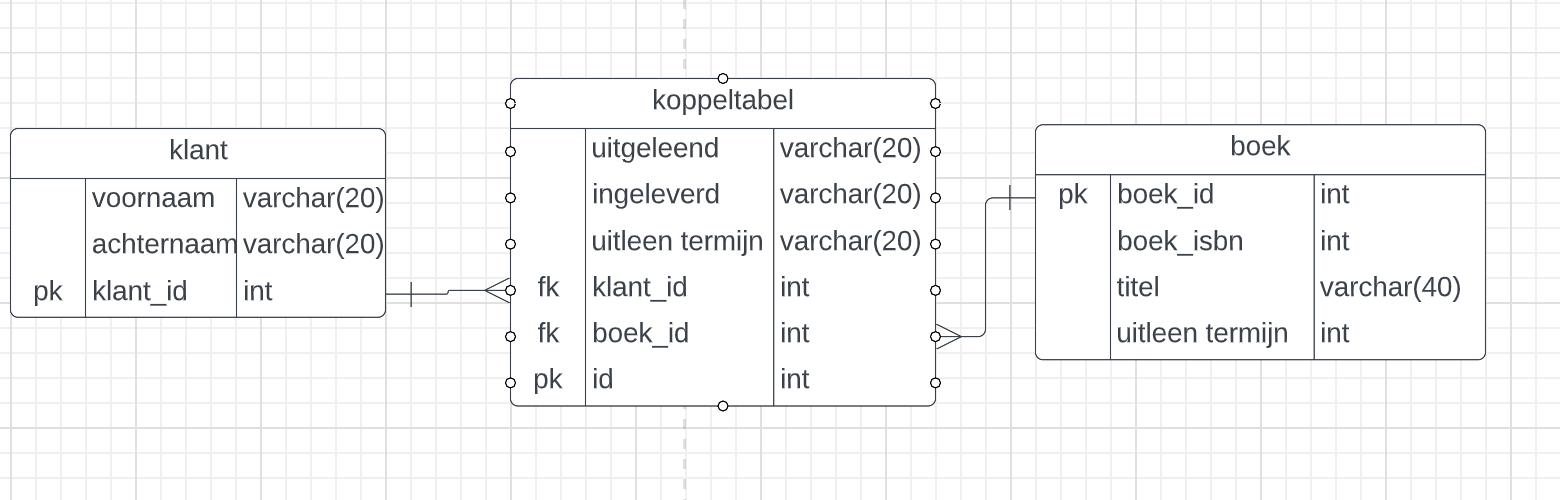 klant
voornaam varchar(20)
achternaam varchar(20)
pk klant_id int
koppeltabel
uitgeleend varchar(20)
ingeleverd varchar(20)
uitleen termijn varchar(20)
fk klant_id int
fk boek_id int
pk id int
boek
pk boek_id int
boek_isbn int
titel varchar(40)
uitleen termijn int